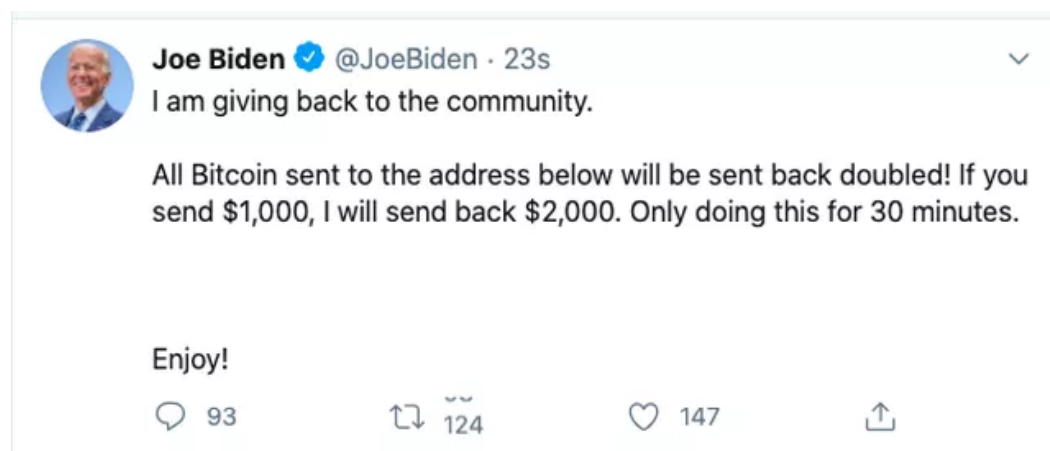 Joe Biden @JoeBiden · 23s
I am giving back to the community.
All Bitcoin sent to the address below will be sent back doubled! If you
send $1,000, I will send back $2,000. Only doing this for 30 minutes.
Enjoy!
93 124 147